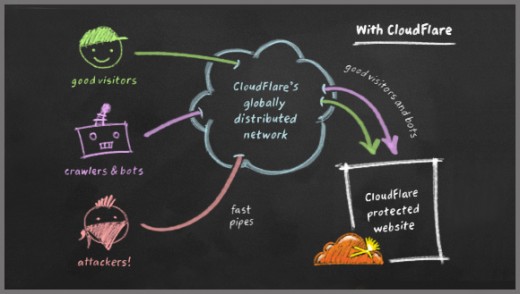 With CloudFlare
good visitors
CloudFlare's
globally
distributed
network
good visitors and bots
crawlers & bots
fast
pipes
CloudFlare
protected
website
attackers!